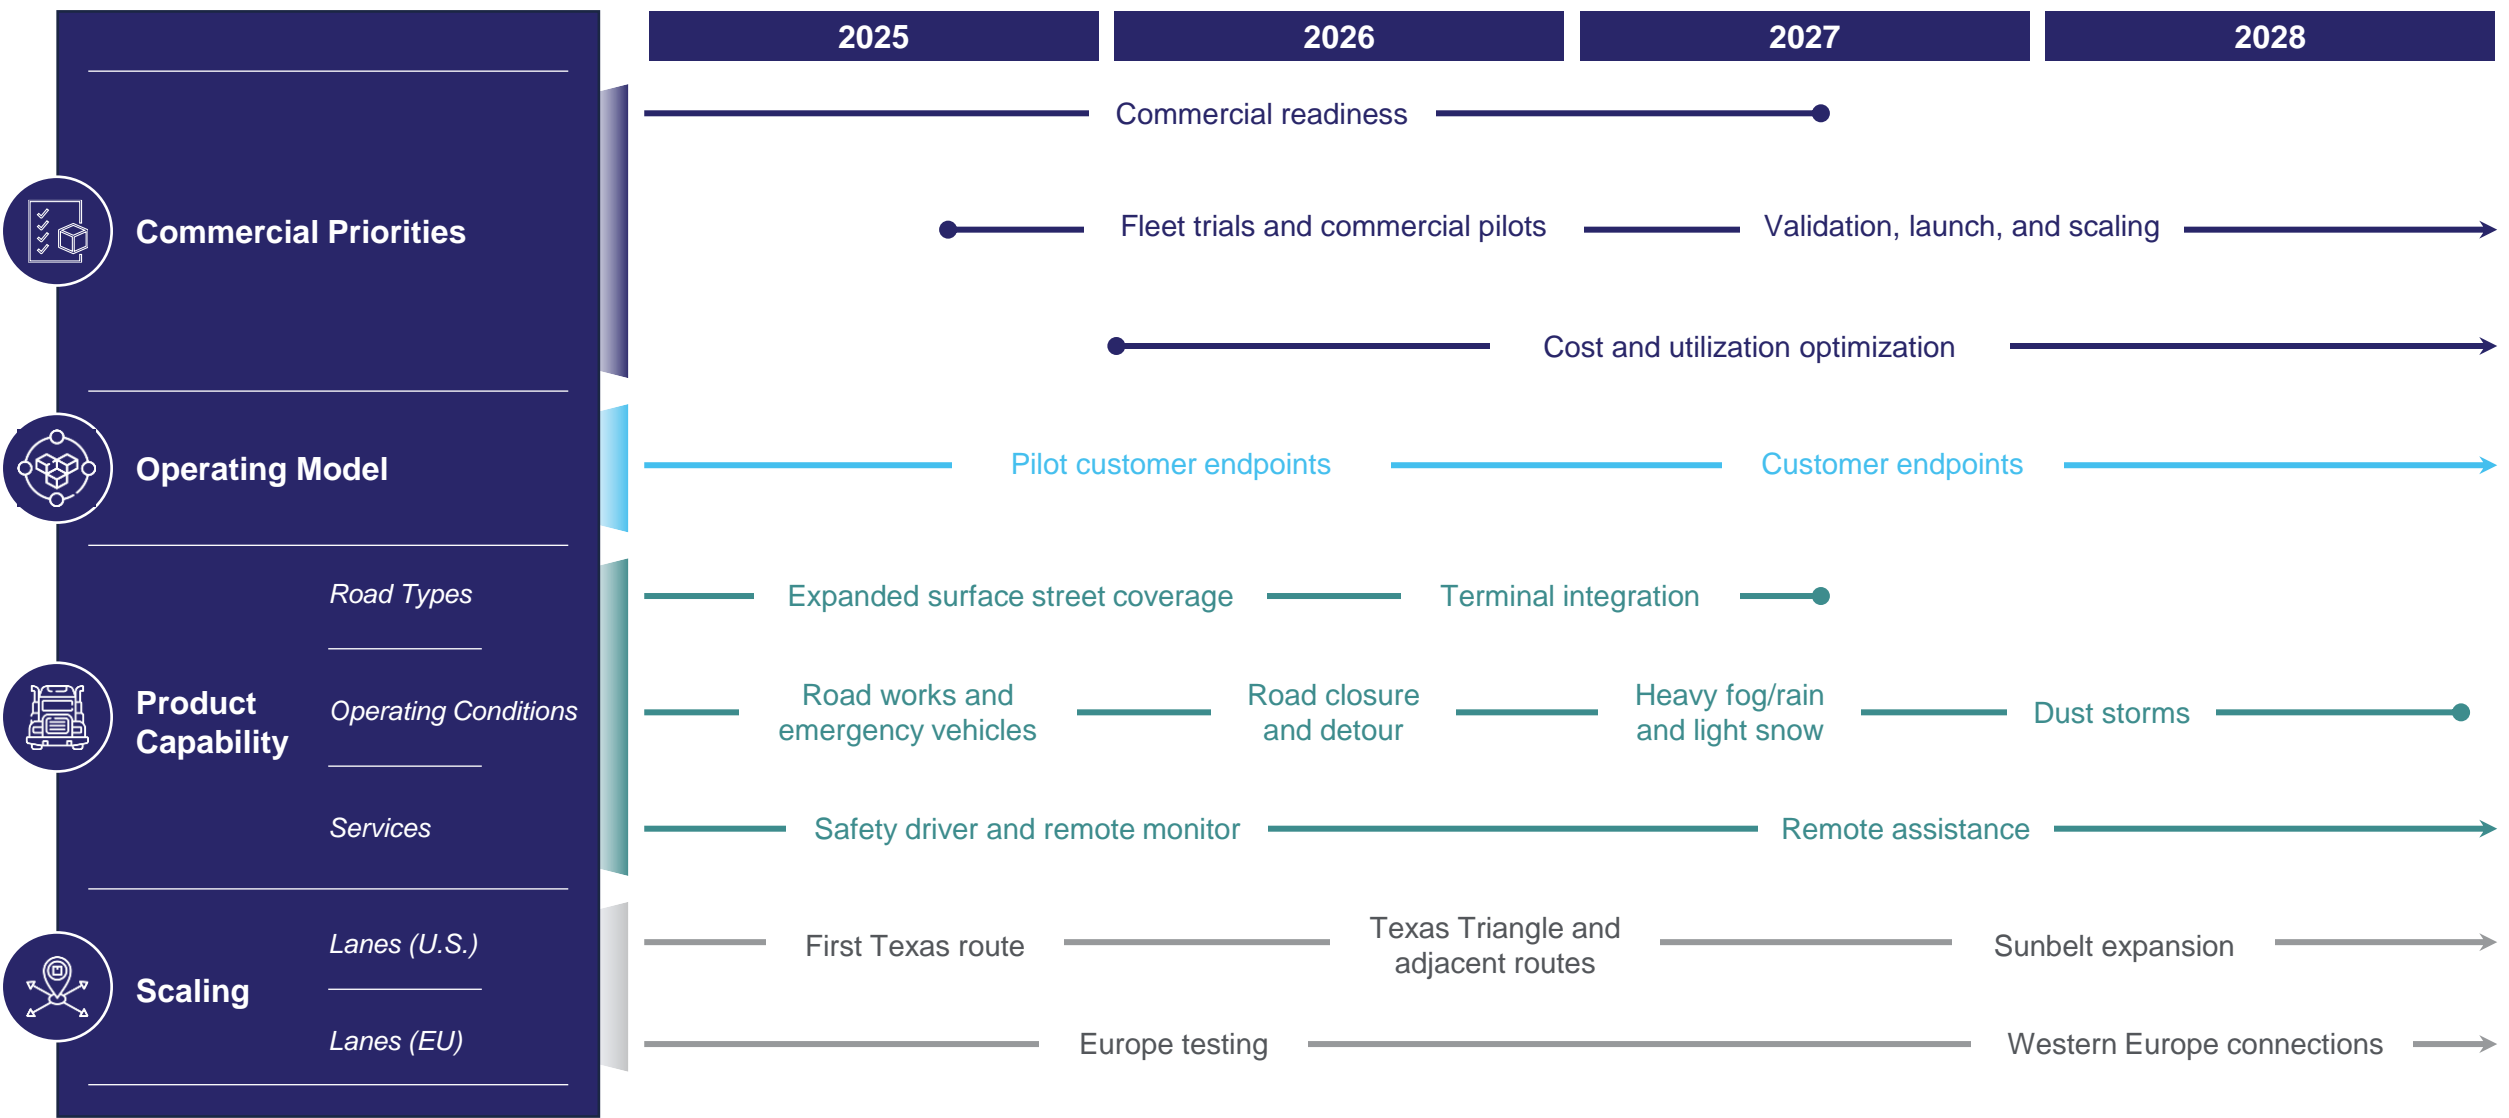 2025
2026
2027
2028
Commercial Priorities
Commercial readiness
Fleet trials and commercial pilots
Validation, launch, and scaling
Cost and utilization optimization
Operating Model
Pilot customer endpoints
Customer endpoints
Product
Capability
Road Types
Expanded surface street coverage
Terminal integration
Operating Conditions
Road works and
emergency vehicles
Road closure
and detour
Heavy fog/rain
and light snow
Dust storms
Services
Safety driver and remote monitor
Remote assistance
Scaling
Lanes (U.S.)
First Texas route
Texas Triangle and
adjacent routes
Sunbelt expansion
Lanes (EU)
Europe testing
Western Europe connections